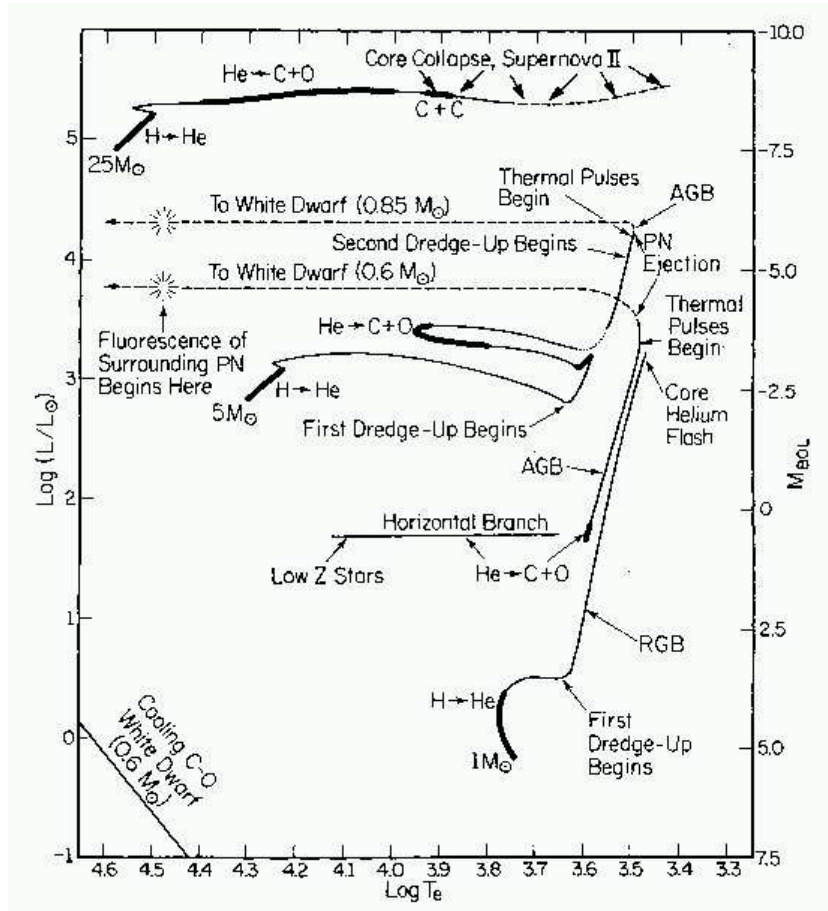 Core Collapse, Supernova II
He→C+O
C+C
H→He
25M⊙
Thermal Pulses
Begin
AGB
To White Dwarf (0.85 M⊙)
Second Dredge-Up Begins
PN
Ejection
To White Dwarf (0.6 M⊙)
Thermal
Pulses
Begin
He→C+O
Fluorescence of
Surrounding PN
Begins Here
H→He
5M⊙
First Dredge-Up Begins
Core
Helium
Flash
AGB
Horizontal Branch
Low Z Stars
He→C+O
RGB
H→He
1M⊙
First
Dredge-Up
Begins
Cooling C-O
White Dwarf
(0.6 M⊙)
Log (L/L⊙)
5
4
3
2
1
0
-1
-10.0
-7.5
-5.0
-2.5
0
2.5
5.0
7.5
MBOL
4.6 4.5 4.4 4.3 4.2 4.1 4.0 3.9 3.8 3.7 3.6 3.5 3.4 3.3
Log Te